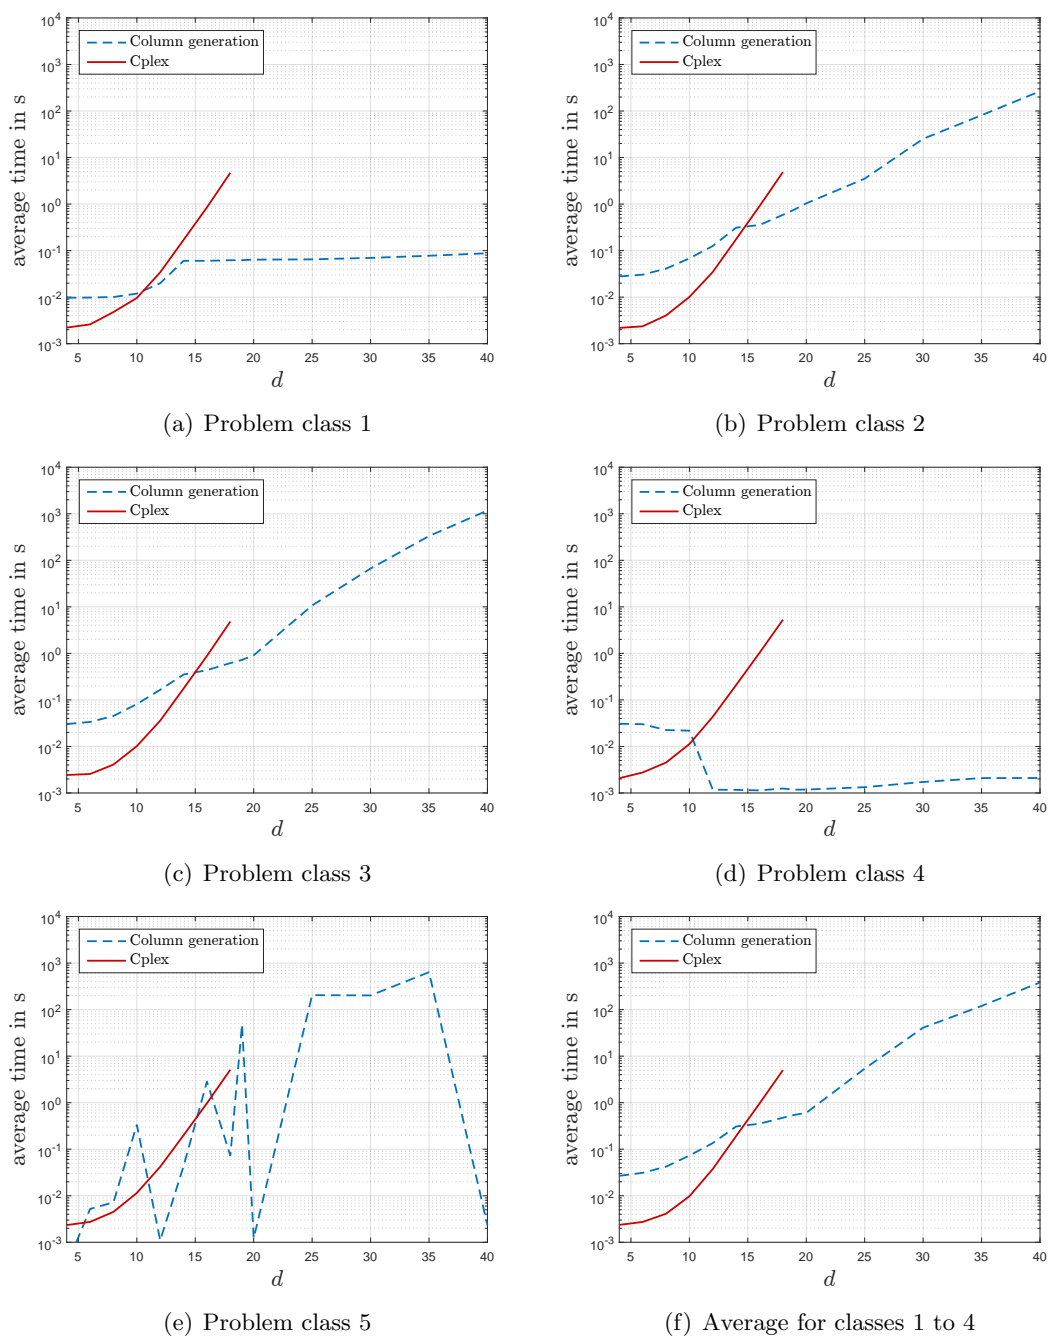 10^4
10^3
10^2
10^1
10^0
10^-1
10^-2
10^-3
average time in s
Column generation
Cplex
5 10 15 20 25 30 35 40
d
(a) Problem class 1
10^4
10^3
10^2
10^1
10^0
10^-1
10^-2
10^-3
average time in s
Column generation
Cplex
5 10 15 20 25 30 35 40
d
(b) Problem class 2
10^4
10^3
10^2
10^1
10^0
10^-1
10^-2
10^-3
average time in s
Column generation
Cplex
5 10 15 20 25 30 35 40
d
(c) Problem class 3
10^4
10^3
10^2
10^1
10^0
10^-1
10^-2
10^-3
average time in s
Column generation
Cplex
5 10 15 20 25 30 35 40
d
(d) Problem class 4
10^4
10^3
10^2
10^1
10^0
10^-1
10^-2
10^-3
average time in s
Column generation
Cplex
5 10 15 20 25 30 35 40
d
(e) Problem class 5
10^4
10^3
10^2
10^1
10^0
10^-1
10^-2
10^-3
average time in s
Column generation
Cplex
5 10 15 20 25 30 35 40
d
(f) Average for classes 1 to 4